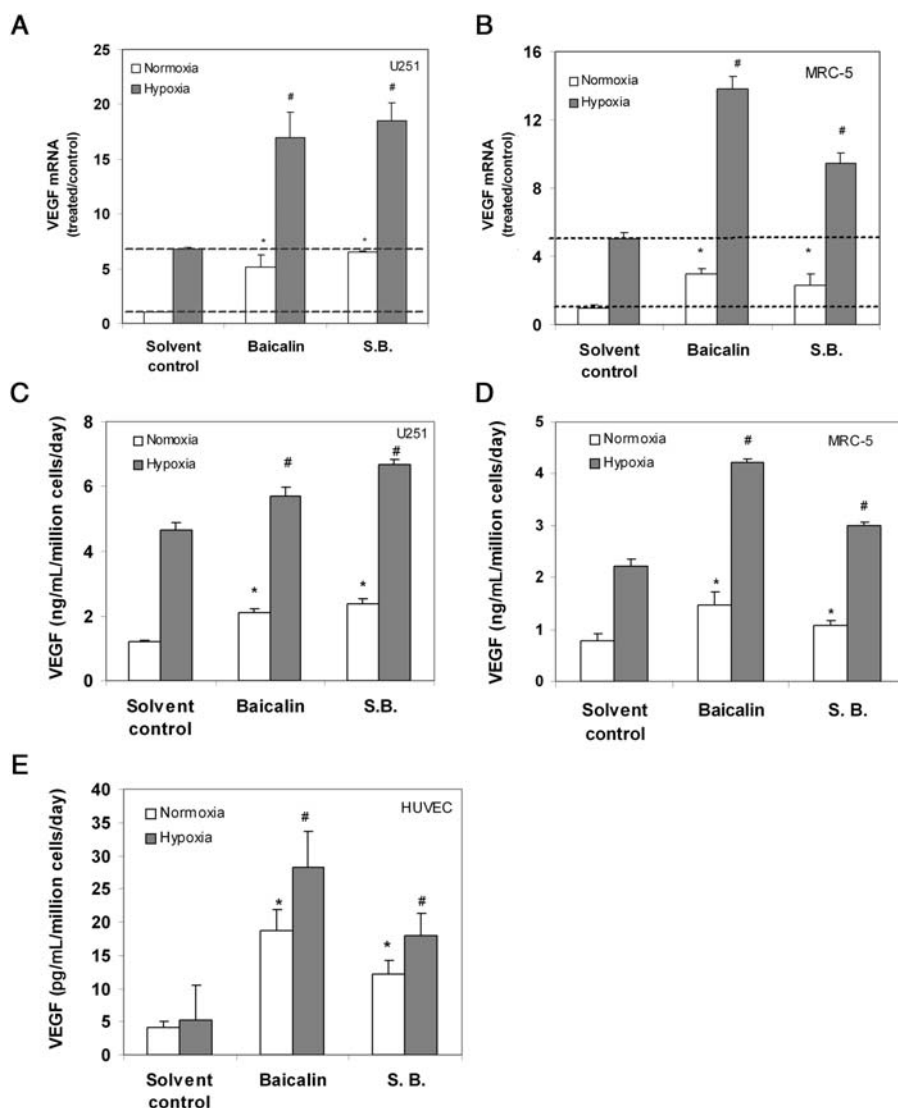 A
25
20
15
10
5
0
VEGF mRNA
(treated/control)
Normoxia
Hypoxia
U251
#
#
*
*
Solvent
control
Baicalin
S.B.
B
16
12
8
4
0
VEGF mRNA
(treated/control)
Normoxia
Hypoxia
MRC-5
#
#
*
*
Solvent
control
Baicalin
S.B.
C
8
6
4
2
0
VEGF (ng/mL/million cells/day)
Nomoxia
Hypoxia
U251
#
#
*
*
Solvent
control
Baicalin
S.B.
D
5
4
3
2
1
0
VEGF (ng/mL/million cells/day)
Normoxia
Hypoxia
MRC-5
#
#
*
*
Solvent
control
Baicalin
S. B.
E
40
35
30
25
20
15
10
5
0
VEGF (pg/mL/million cells/day)
Normoxia
Hypoxia
HUVEC
#
#
*
*
Solvent
control
Baicalin
S. B.